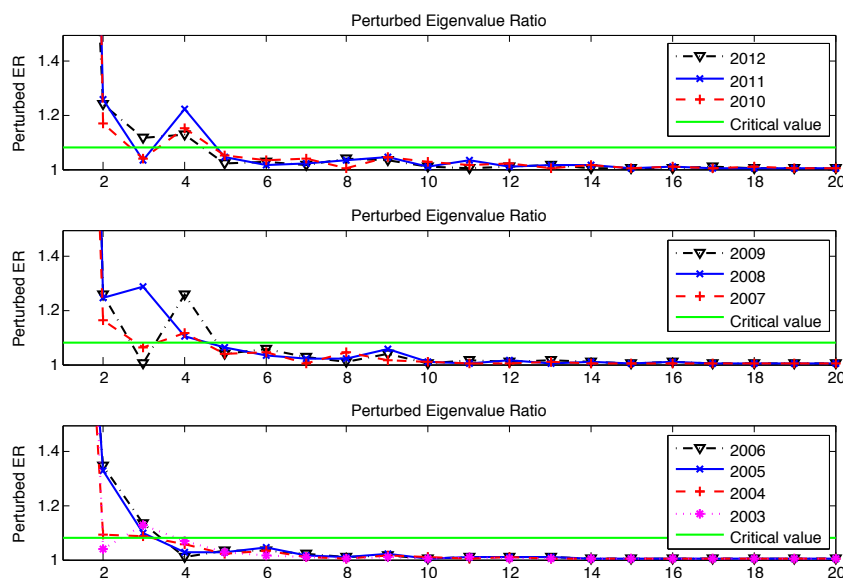 Perturbed Eigenvalue Ratio
Perturbed ER
1.4
1.2
1
2 4 6 8 10 12 14 16 18 20
2012
2011
2010
Critical value
Perturbed Eigenvalue Ratio
Perturbed ER
1.4
1.2
1
2 4 6 8 10 12 14 16 18 20
2009
2008
2007
Critical value
Perturbed Eigenvalue Ratio
Perturbed ER
1.4
1.2
1
2 4 6 8 10 12 14 16 18 20
2006
2005
2004
2003
Critical value